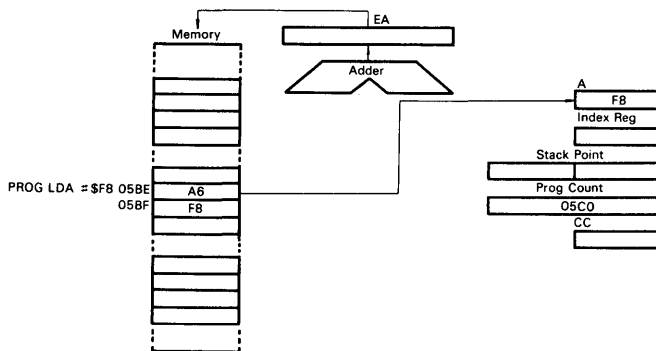 EA
Memory
Adder
A
F8
Index Reg
Stack Point
PROG LDA #$F8 05BE
A6
Prog Count
05BF
F8
05C0
CC